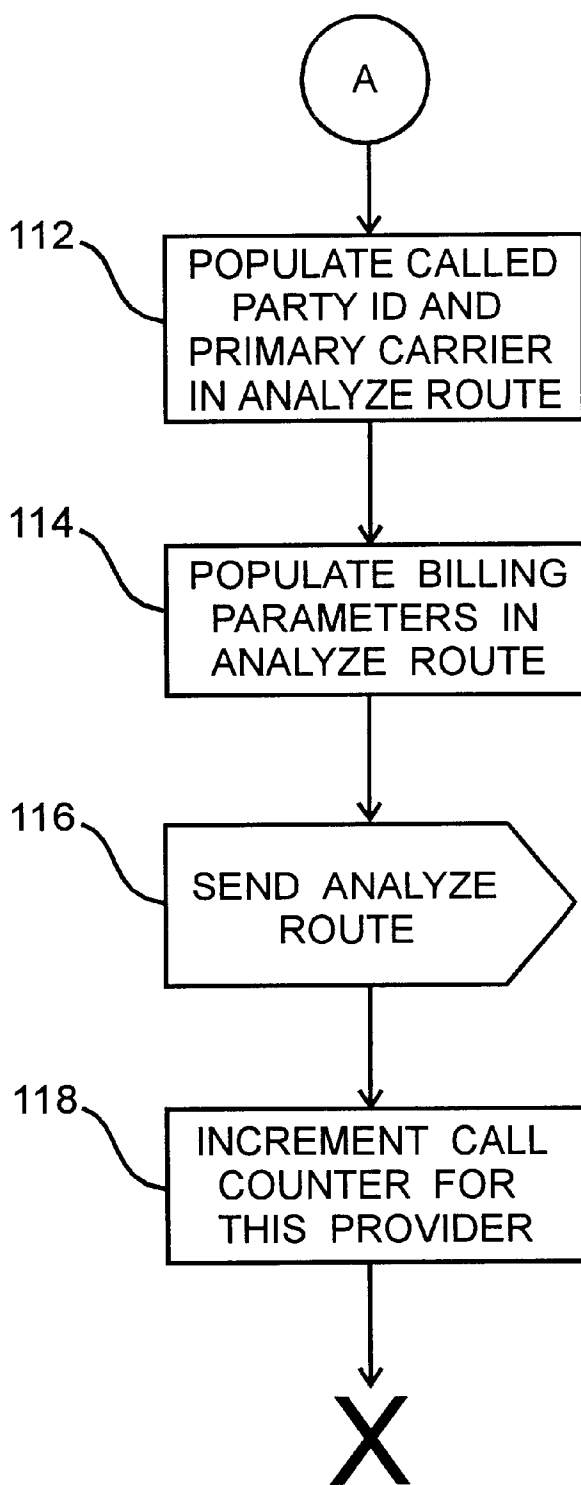 A
112
POPULATE CALLED
PARTY ID AND
PRIMARY CARRIER
IN ANALYZE ROUTE
114
POPULATE BILLING
PARAMETERS IN
ANALYZE ROUTE
116
SEND ANALYZE
ROUTE
118
INCREMENT CALL
COUNTER FOR
THIS PROVIDER
X